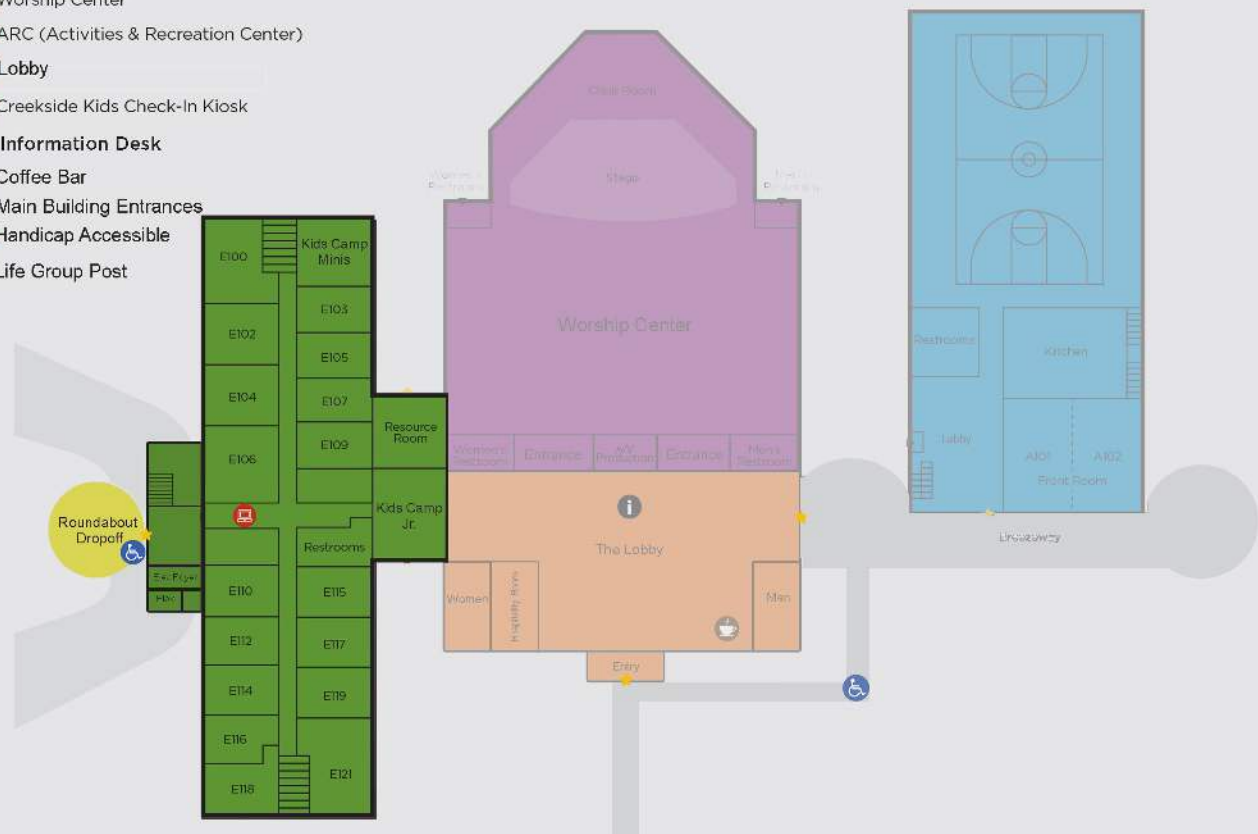 Worship Center
ARC (Activities & Recreation Center)
Lobby
Creekside Kids Check-In Kiosk
Information Desk
Coffee Bar
Main Building Entrances
Handicap Accessible
Life Group Post
E100
Kids Camp
Minis
E102
E103
E104
E105
E106
E107
E109
Resource
Room
Kids Camp
Jr.
Roundabout
Dropoff
Restrooms
E110
E115
E112
E117
E114
E119
E116
E118
E121
Choir Room
Stage
Worship Center
Women's
Restroom
Entrance
A/V
Production
Entrance
Men's
Restroom
The Lobby
Women
Hospitality Room
Men
Entry
Restrooms
Kitchen
Lobby
A101
A102
Front Room
Breezeway